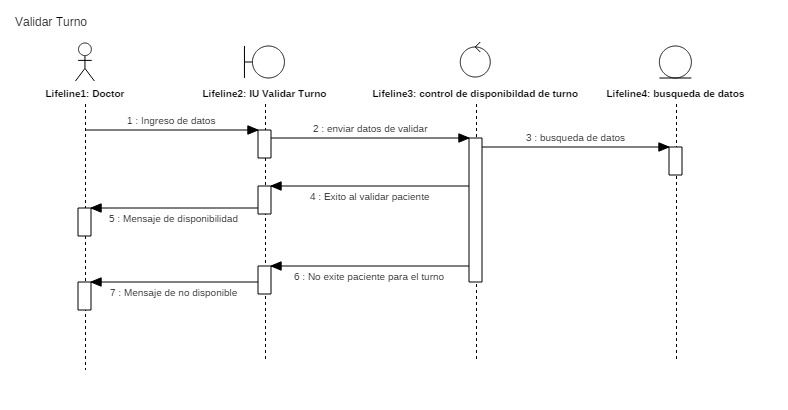 Validar Turno
Lifeline1: Doctor
Lifeline2: IU Validar Turno
Lifeline3: control de disponibildad de turno
Lifeline4: busqueda de datos
1 : Ingreso de datos
2 : enviar datos de validar
3 : busqueda de datos
4 : Exito al validar paciente
5 : Mensaje de disponibilidad
6 : No exite paciente para el turno
7 : Mensaje de no disponible